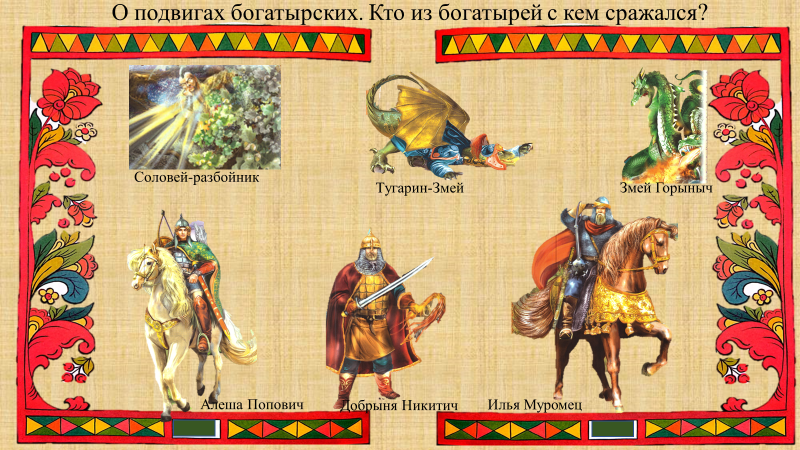 О подвигах богатырских. Кто из богатырей с кем сражался?
Соловей-разбойник
Тугарин-Змей
Змей Горыныч
Алеша Попович
Добрыня Никитич
Илья Муромец